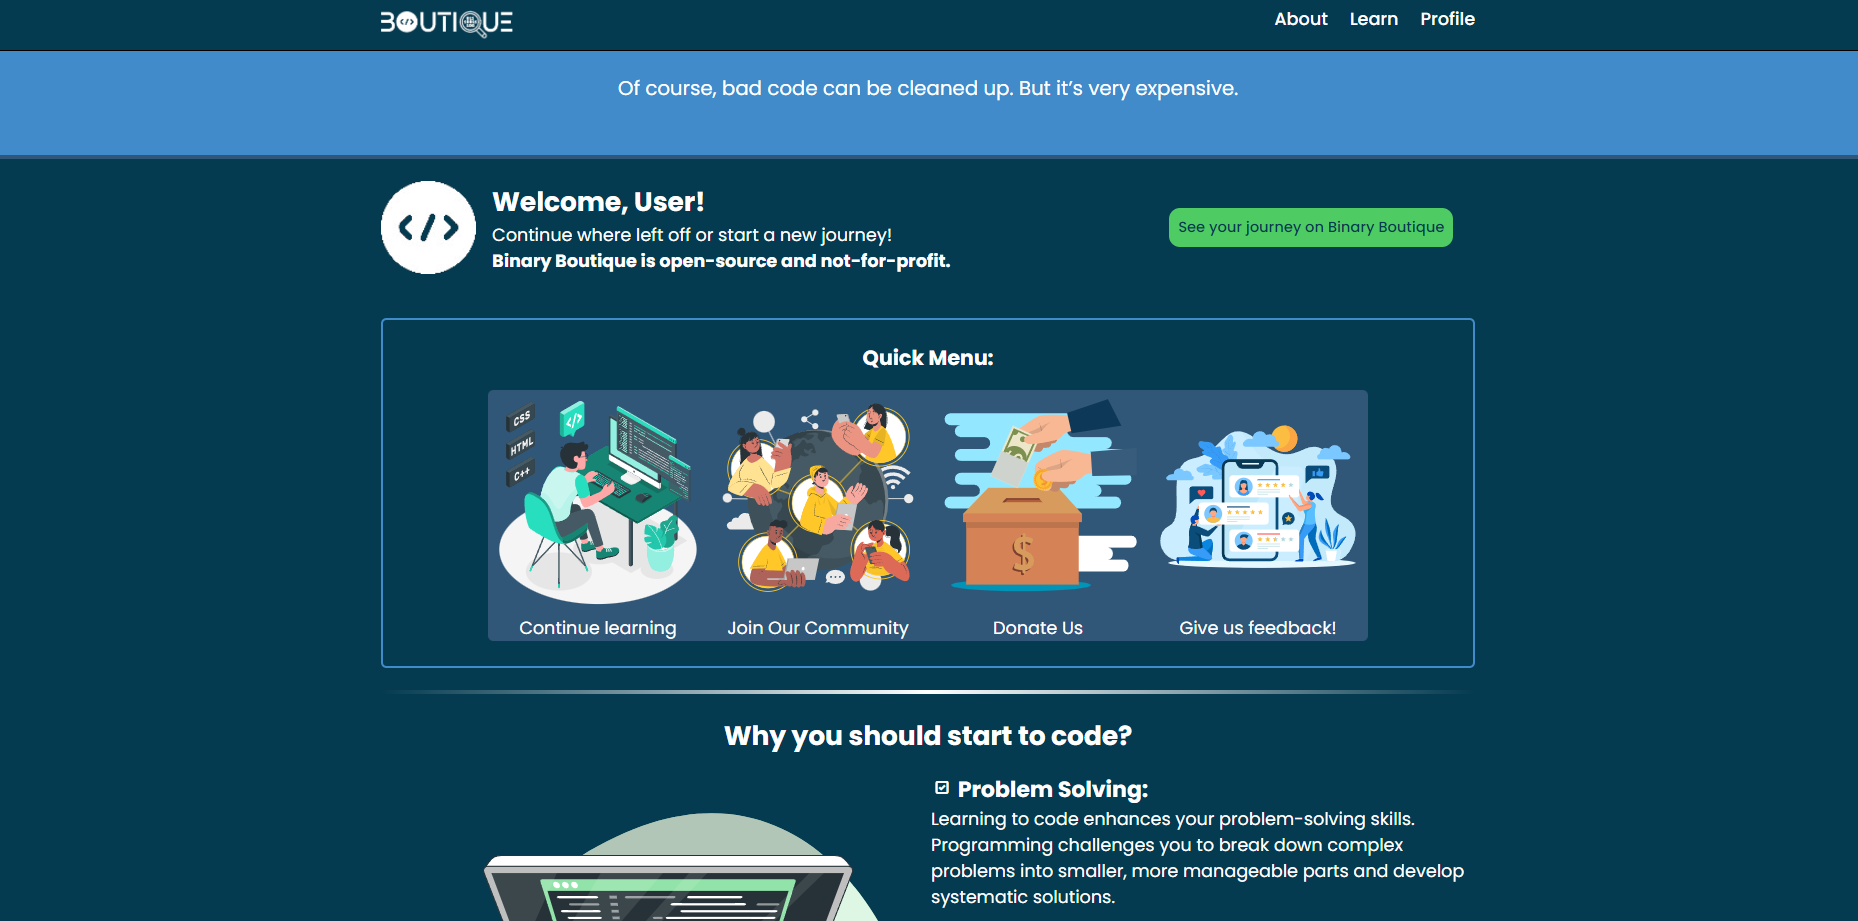 BOUTIQUE
About Learn Profile
Of course, bad code can be cleaned up. But it’s very expensive.
Welcome, User!
Continue where left off or start a new journey!
Binary Boutique is open-source and not-for-profit.
See your journey on Binary Boutique
Quick Menu:
CSS
HTML
C++
Continue learning
Join Our Community
$
Donate Us
Give us feedback!
Why you should start to code?
Problem Solving:
Learning to code enhances your problem-solving skills.
Programming challenges you to break down complex
problems into smaller, more manageable parts and develop
systematic solutions.